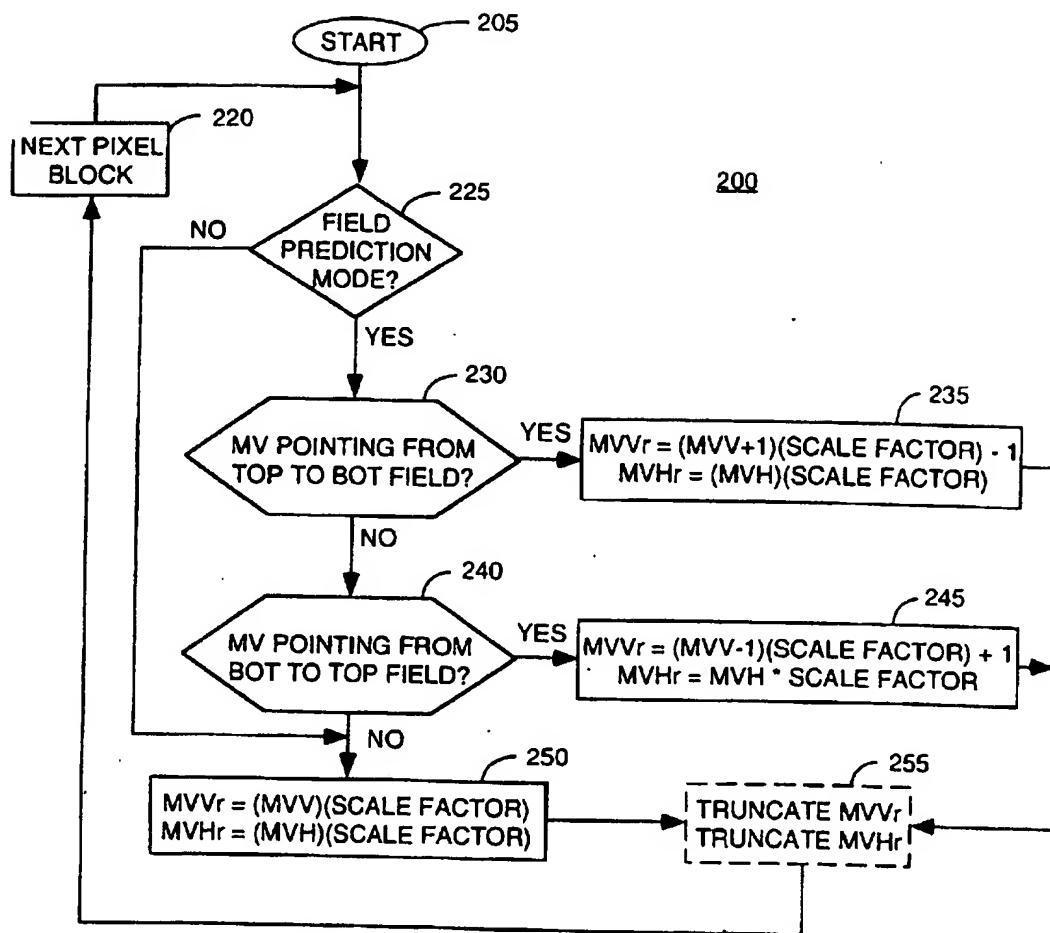 205
START
220
NEXT PIXEL
BLOCK
200
225
FIELD
PREDICTION
MODE?
NO
YES
230
MV POINTING FROM
TOP TO BOT FIELD?
YES
235
MVVr = (MVV+1)(SCALE FACTOR) - 1
MVHr = (MVH)(SCALE FACTOR)
NO
240
MV POINTING FROM
BOT TO TOP FIELD?
YES
245
MVVr = (MVV-1)(SCALE FACTOR) + 1
MVHr = MVH * SCALE FACTOR
NO
250
MVVr = (MVV)(SCALE FACTOR)
MVHr = (MVH)(SCALE FACTOR)
255
TRUNCATE MVVr
TRUNCATE MVHr